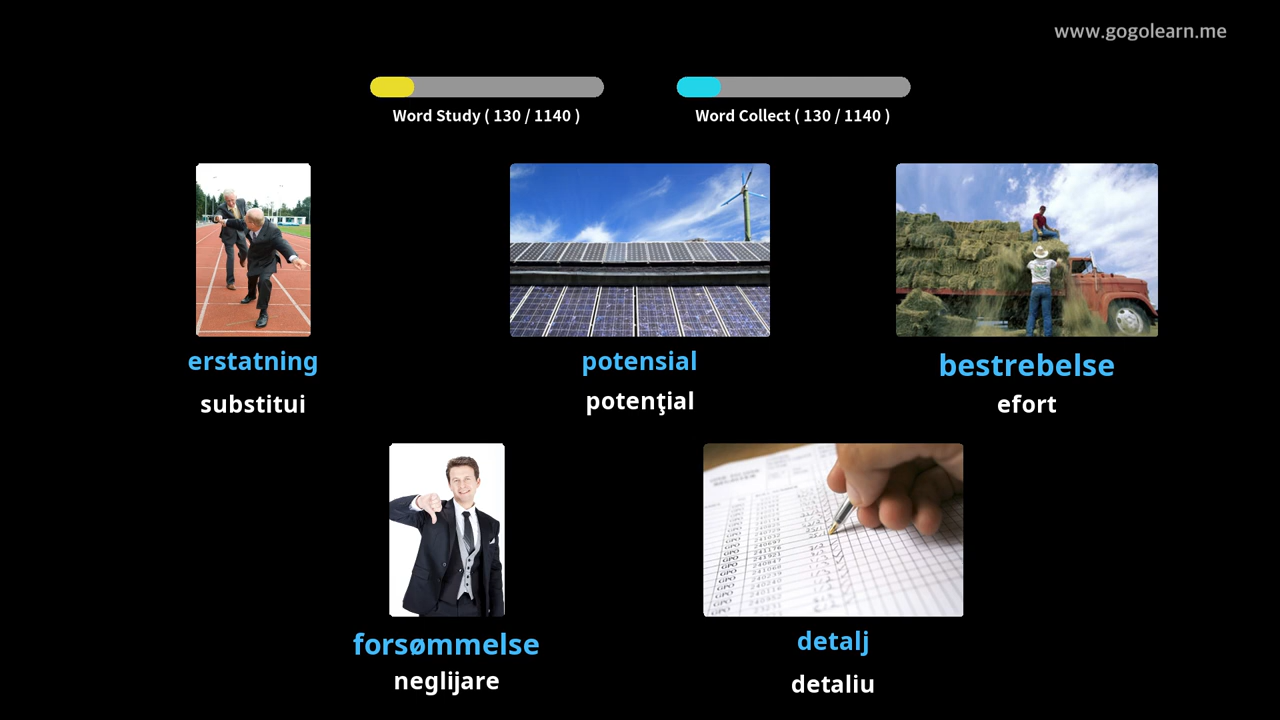 www.gogolearn.me
Word Study ( 130 / 1140 )
Word Collect ( 130 / 1140 )
erstatning
substitui
potensial
potenţial
bestrebelse
efort
forsømmelse
neglijare
detalj
detaliu